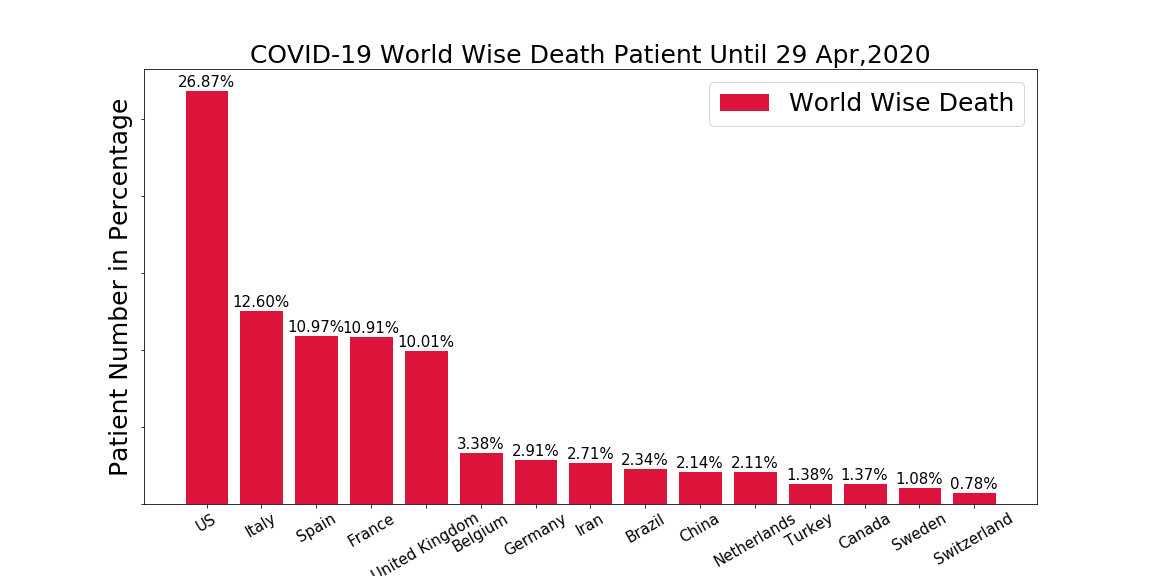 COVID-19 World Wise Death Patient Until 29 Apr,2020
World Wise Death
Patient Number in Percentage
26.87%
12.60%
10.97%
10.91%
10.01%
3.38%
2.91%
2.71%
2.34%
2.14%
2.11%
1.38%
1.37%
1.08%
0.78%
US
Italy
Spain
France
United Kingdom
Belgium
Germany
Iran
Brazil
China
Netherlands
Turkey
Canada
Sweden
Switzerland